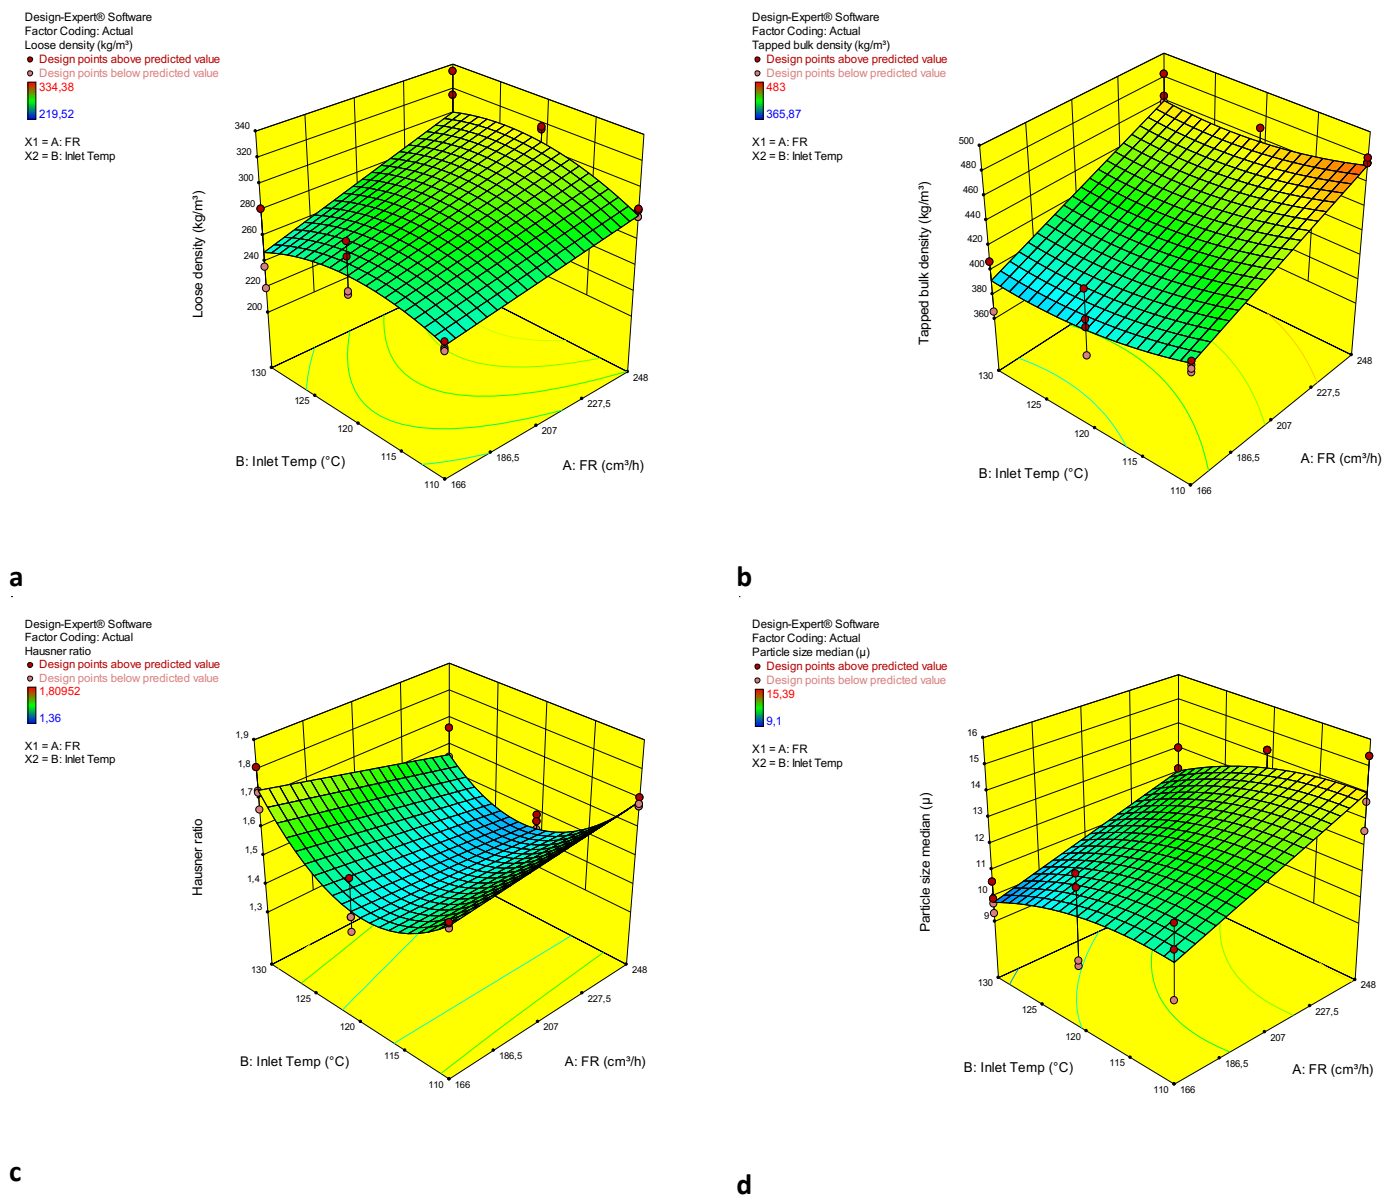 Design-Expert® Software
Factor Coding: Actual
Loose density (kg/m³)
Design points above predicted value
Design points below predicted value
334,38
219,52
X1 = A: FR
X2 = B: Inlet Temp
340
320
300
280
260
240
220
200
Loose density (kg/m³)
130
125
120
115
110
B: Inlet Temp (°C)
166
186,5
207
227,5
248
A: FR (cm³/h)
a
Design-Expert® Software
Factor Coding: Actual
Tapped bulk density (kg/m³)
Design points above predicted value
Design points below predicted value
483
365,87
X1 = A: FR
X2 = B: Inlet Temp
500
480
460
440
420
400
380
360
Tapped bulk density (kg/m³)
130
125
120
115
110
B: Inlet Temp (°C)
166
186,5
207
227,5
248
A: FR (cm³/h)
b
Design-Expert® Software
Factor Coding: Actual
Hausner ratio
Design points above predicted value
Design points below predicted value
1,80952
1,36
X1 = A: FR
X2 = B: Inlet Temp
1,9
1,8
1,7
1,6
1,5
1,4
1,3
Hausner ratio
130
125
120
115
110
B: Inlet Temp (°C)
166
186,5
207
227,5
248
A: FR (cm³/h)
c
Design-Expert® Software
Factor Coding: Actual
Particle size median (µ)
Design points above predicted value
Design points below predicted value
15,39
9,1
X1 = A: FR
X2 = B: Inlet Temp
16
15
14
13
12
11
10
9
Particle size median (µ)
130
125
120
115
110
B: Inlet Temp (°C)
166
186,5
207
227,5
248
A: FR (cm³/h)
d